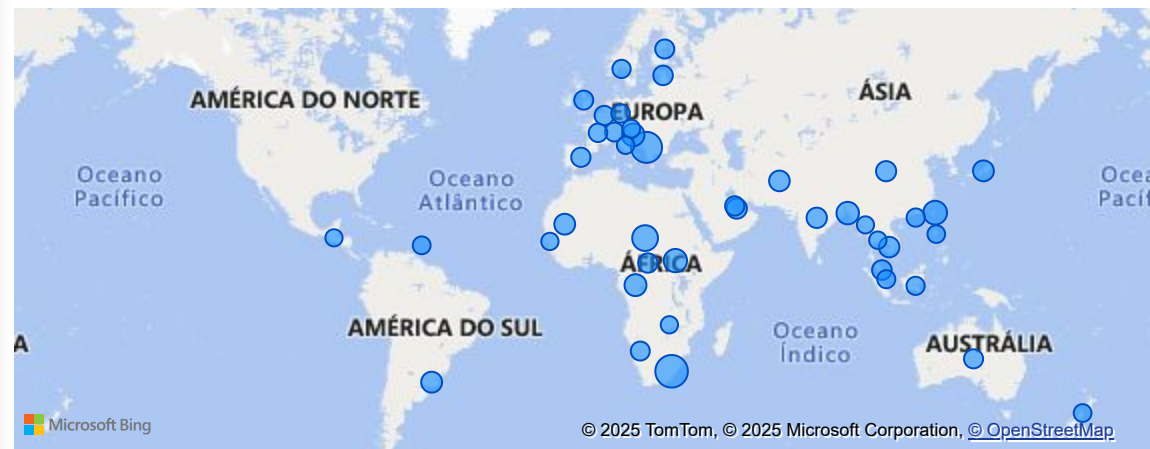 AMÉRICA DO NORTE
EUROPA
ÁSIA
Oceano
Pacífico
Oceano
Atlântico
Ocea
Pacíf
ÁFRICA
AMÉRICA DO SUL
Oceano
Índico
AUSTRÁLIA
A
Microsoft Bing
© 2025 TomTom, © 2025 Microsoft Corporation, © OpenStreetMap